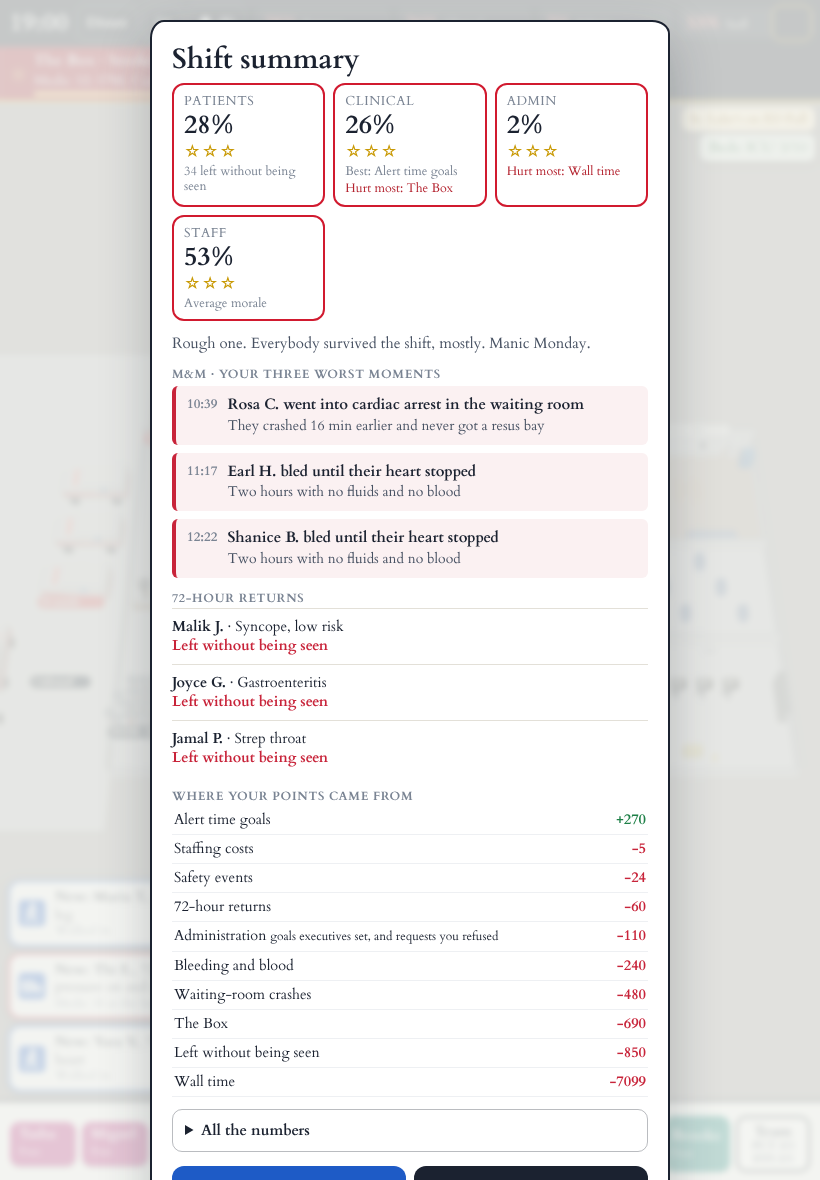 19:00
Shift summary
PATIENTS
28%
☆☆☆
34 left without being
seen
CLINICAL
26%
☆☆☆
Best: Alert time goals
Hurt most: The Box
ADMIN
2%
☆☆☆
Hurt most: Wall time
STAFF
53%
☆☆☆
Average morale
Rough one. Everybody survived the shift, mostly. Manic Monday.
M&M · YOUR THREE WORST MOMENTS
10:39 Rosa C. went into cardiac arrest in the waiting room
They crashed 16 min earlier and never got a resus bay
11:17 Earl H. bled until their heart stopped
Two hours with no fluids and no blood
12:22 Shanice B. bled until their heart stopped
Two hours with no fluids and no blood
72-HOUR RETURNS
Malik J. · Syncope, low risk
Left without being seen
Joyce G. · Gastroenteritis
Left without being seen
Jamal P. · Strep throat
Left without being seen
WHERE YOUR POINTS CAME FROM
Alert time goals +270
Staffing costs -5
Safety events -24
72-hour returns -60
Administration goals executives set, and requests you refused -110
Bleeding and blood -240
Waiting-room crashes -480
The Box -690
Left without being seen -850
Wall time -7099
▶ All the numbers